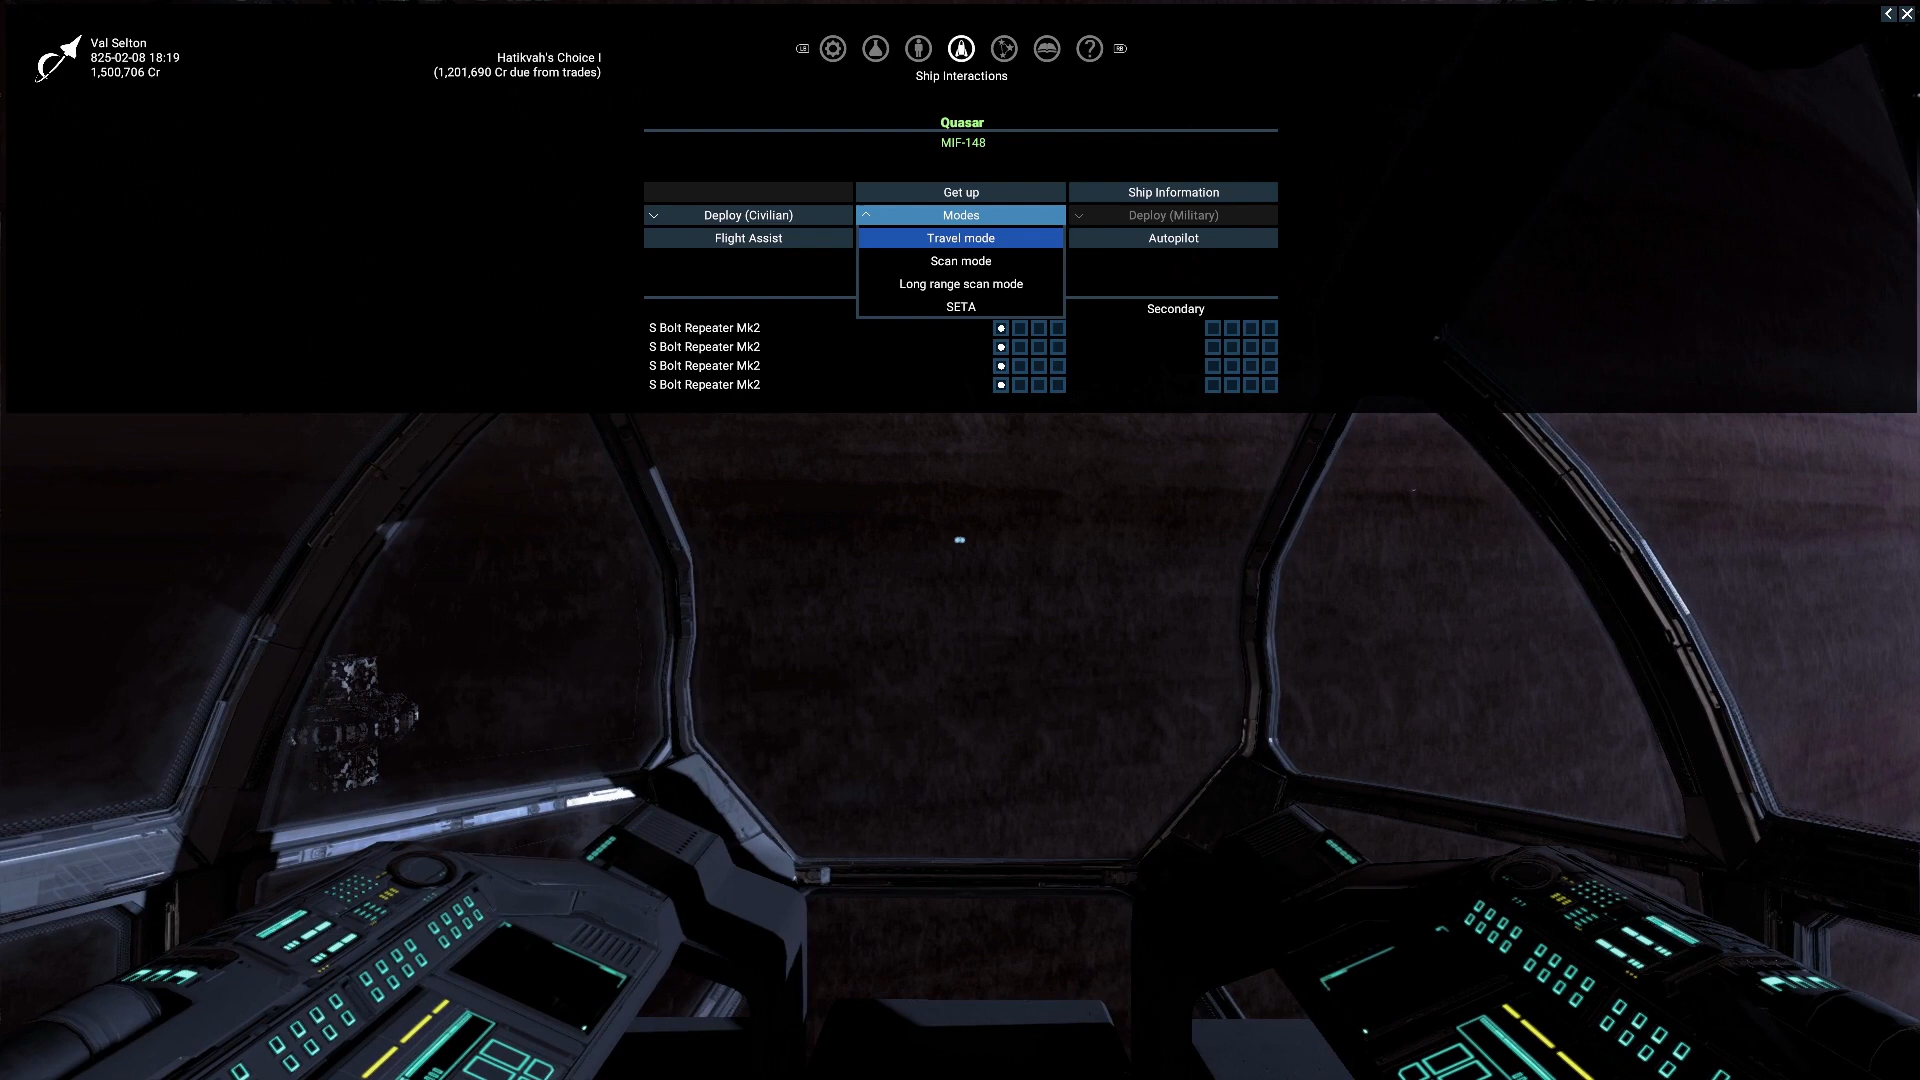 Val Selton
825-02-08 18:19
1,500,706 Cr
Hatikvah's Choice I
(1,201,690 Cr due from trades)
LB
RB
Ship Interactions
Quasar
MIF-148
Get up
Ship Information
Deploy (Civilian)
Modes
Deploy (Military)
Flight Assist
Travel mode
Autopilot
Scan mode
Long range scan mode
SETA
Secondary
S Bolt Repeater Mk2
S Bolt Repeater Mk2
S Bolt Repeater Mk2
S Bolt Repeater Mk2